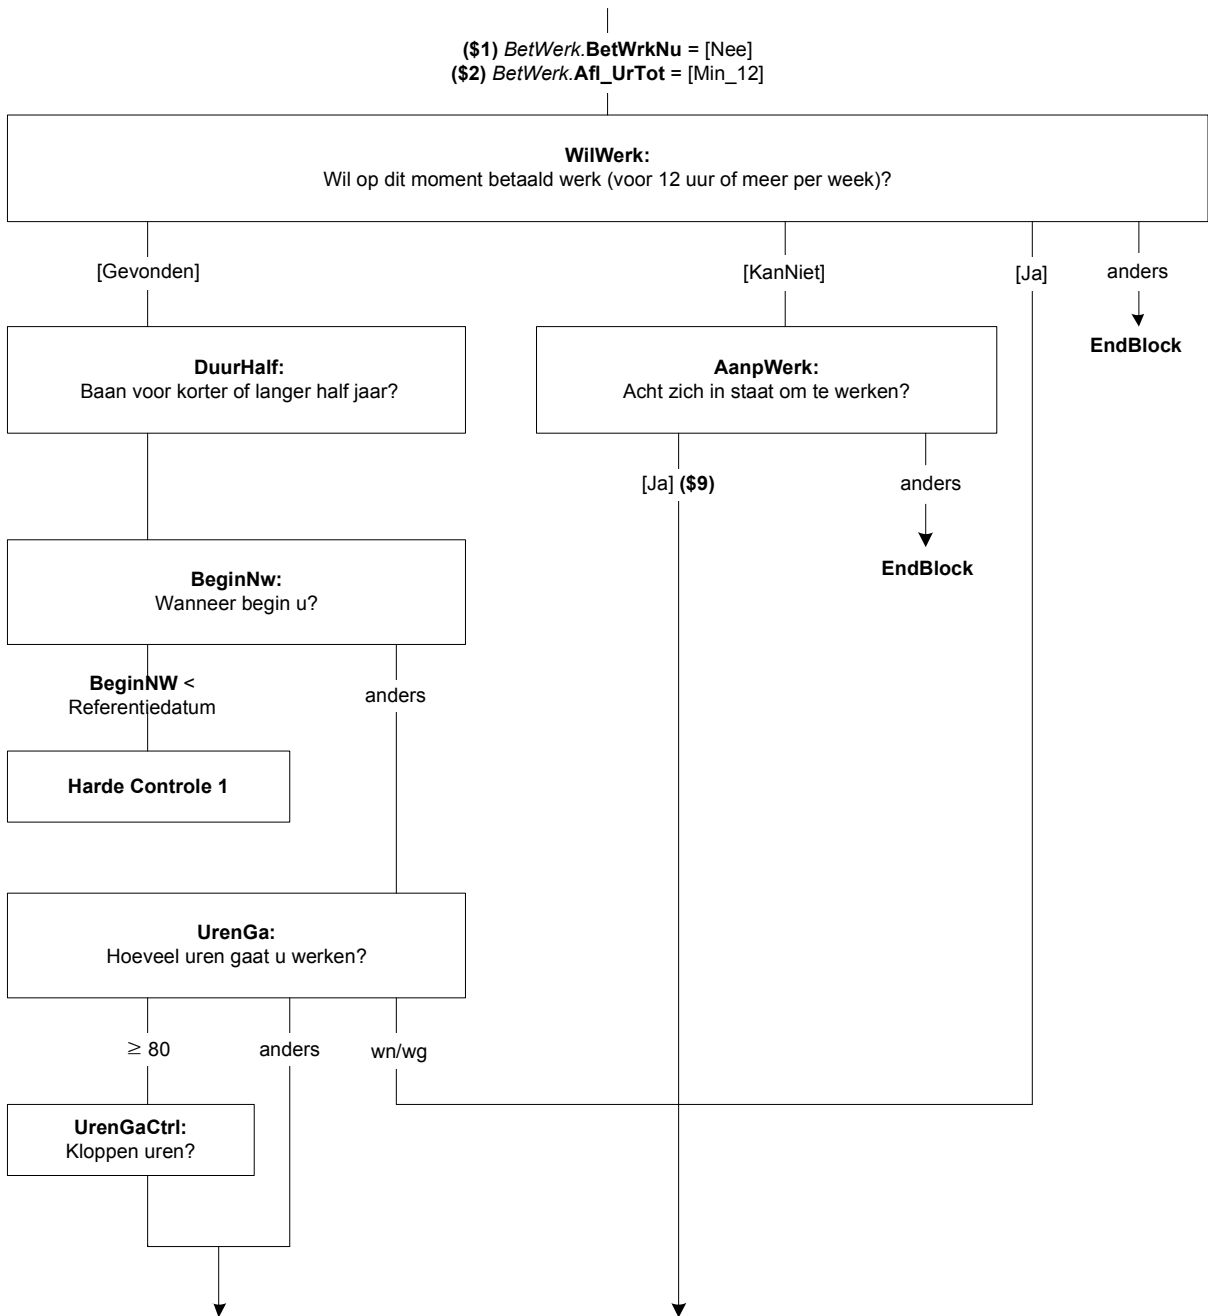 ($1) BetWerk.BetWrkNu = [Nee]
($2) BetWerk.Afl_UrTot = [Min_12]
WilWerk:
Wil op dit moment betaald werk (voor 12 uur of meer per week)?
[Gevonden]
[KanNiet]
[Ja]
anders
EndBlock
DuurHalf:
Baan voor korter of langer half jaar?
AanpWerk:
Acht zich in staat om te werken?
[Ja] ($9)
anders
EndBlock
BeginNw:
Wanneer begin u?
BeginNW <
Referentiedatum
anders
Harde Controle 1
UrenGa:
Hoeveel uren gaat u werken?
≥ 80
anders
wn/wg
UrenGaCtrl:
Kloppen uren?